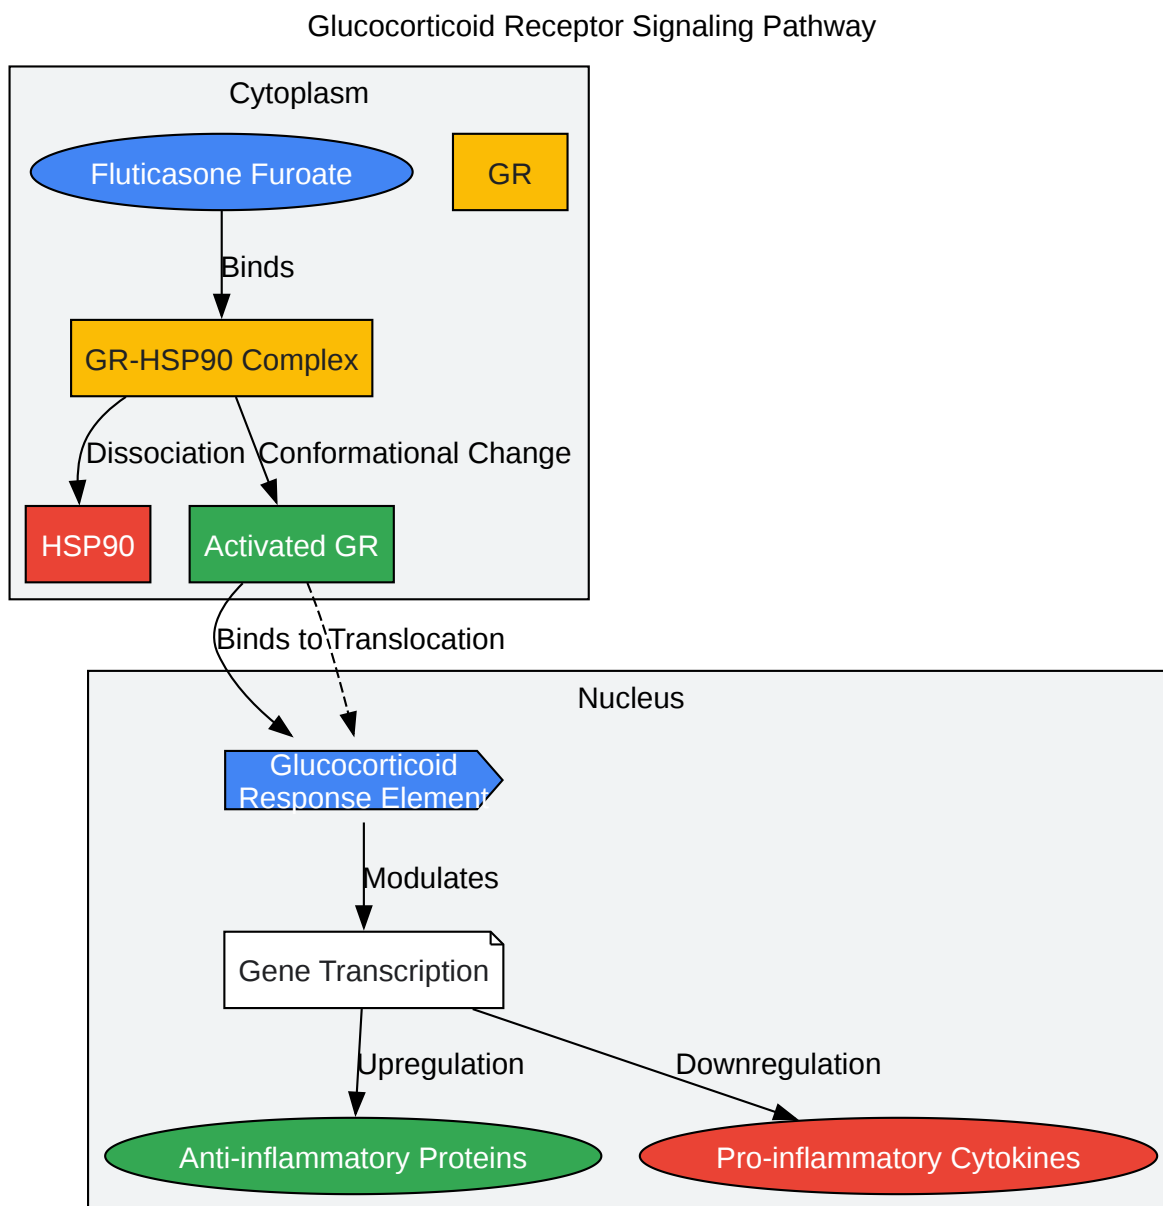 Glucocorticoid Receptor Signaling Pathway
Cytoplasm
Fluticasone Furoate
GR
Binds
GR-HSP90 Complex
Dissociation
Conformational Change
HSP90
Activated GR
Binds to
Translocation
Nucleus
Glucocorticoid
Response Element
Modulates
Gene Transcription
Upregulation
Downregulation
Anti-inflammatory Proteins
Pro-inflammatory Cytokines